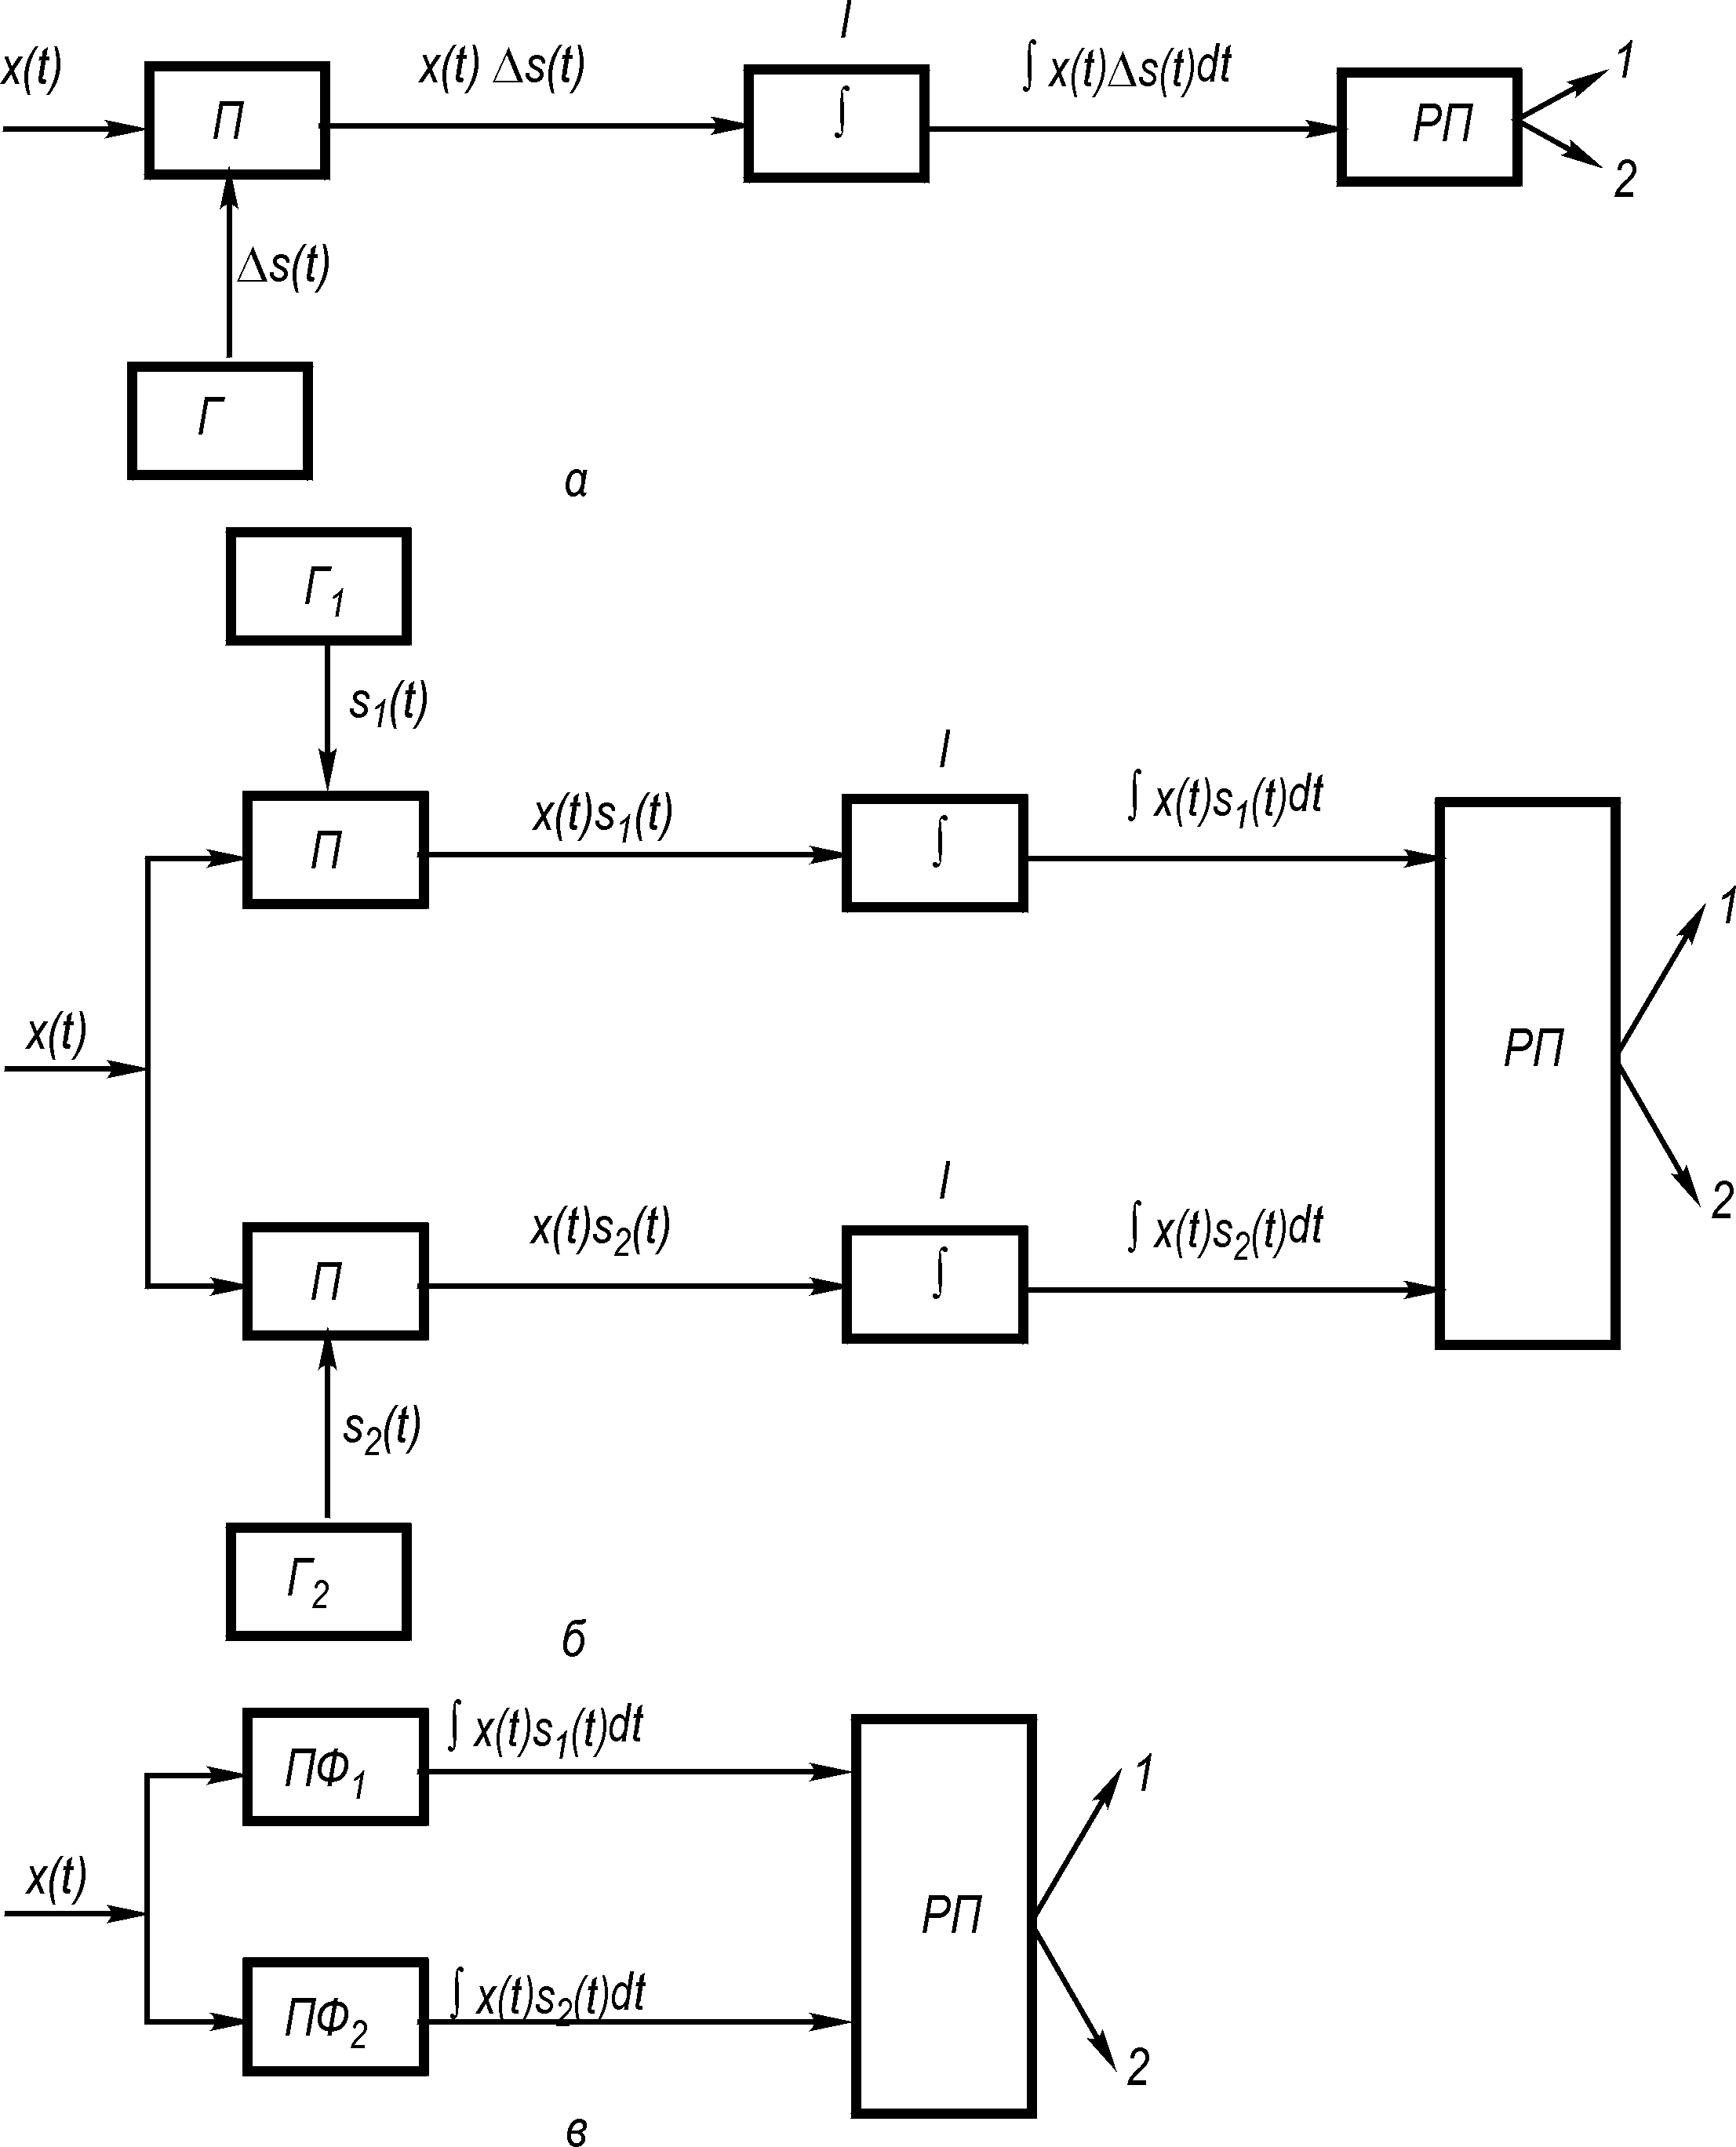 I
x(t)
x(t) Δs(t)
∫ x(t)Δs(t)dt
1
П
∫
РП
2
Δs(t)
Г
а
Г₁
s₁(t)
I
x(t)s₁(t)
∫ x(t)s₁(t)dt
П
∫
1
x(t)
РП
I
x(t)s₂(t)
∫ x(t)s₂(t)dt
2
П
∫
s₂(t)
Г₂
б
∫ x(t)s₁(t)dt
ПФ₁
1
x(t)
РП
∫ x(t)s₂(t)dt
ПФ₂
2
в